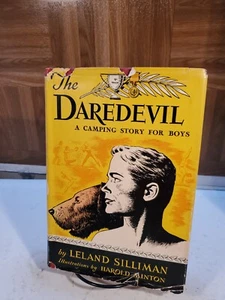 The
DAREDEVIL
A CAMPING STORY FOR BOYS
by LELAND SILLIMAN
Illustrations by HAROLD MINTON